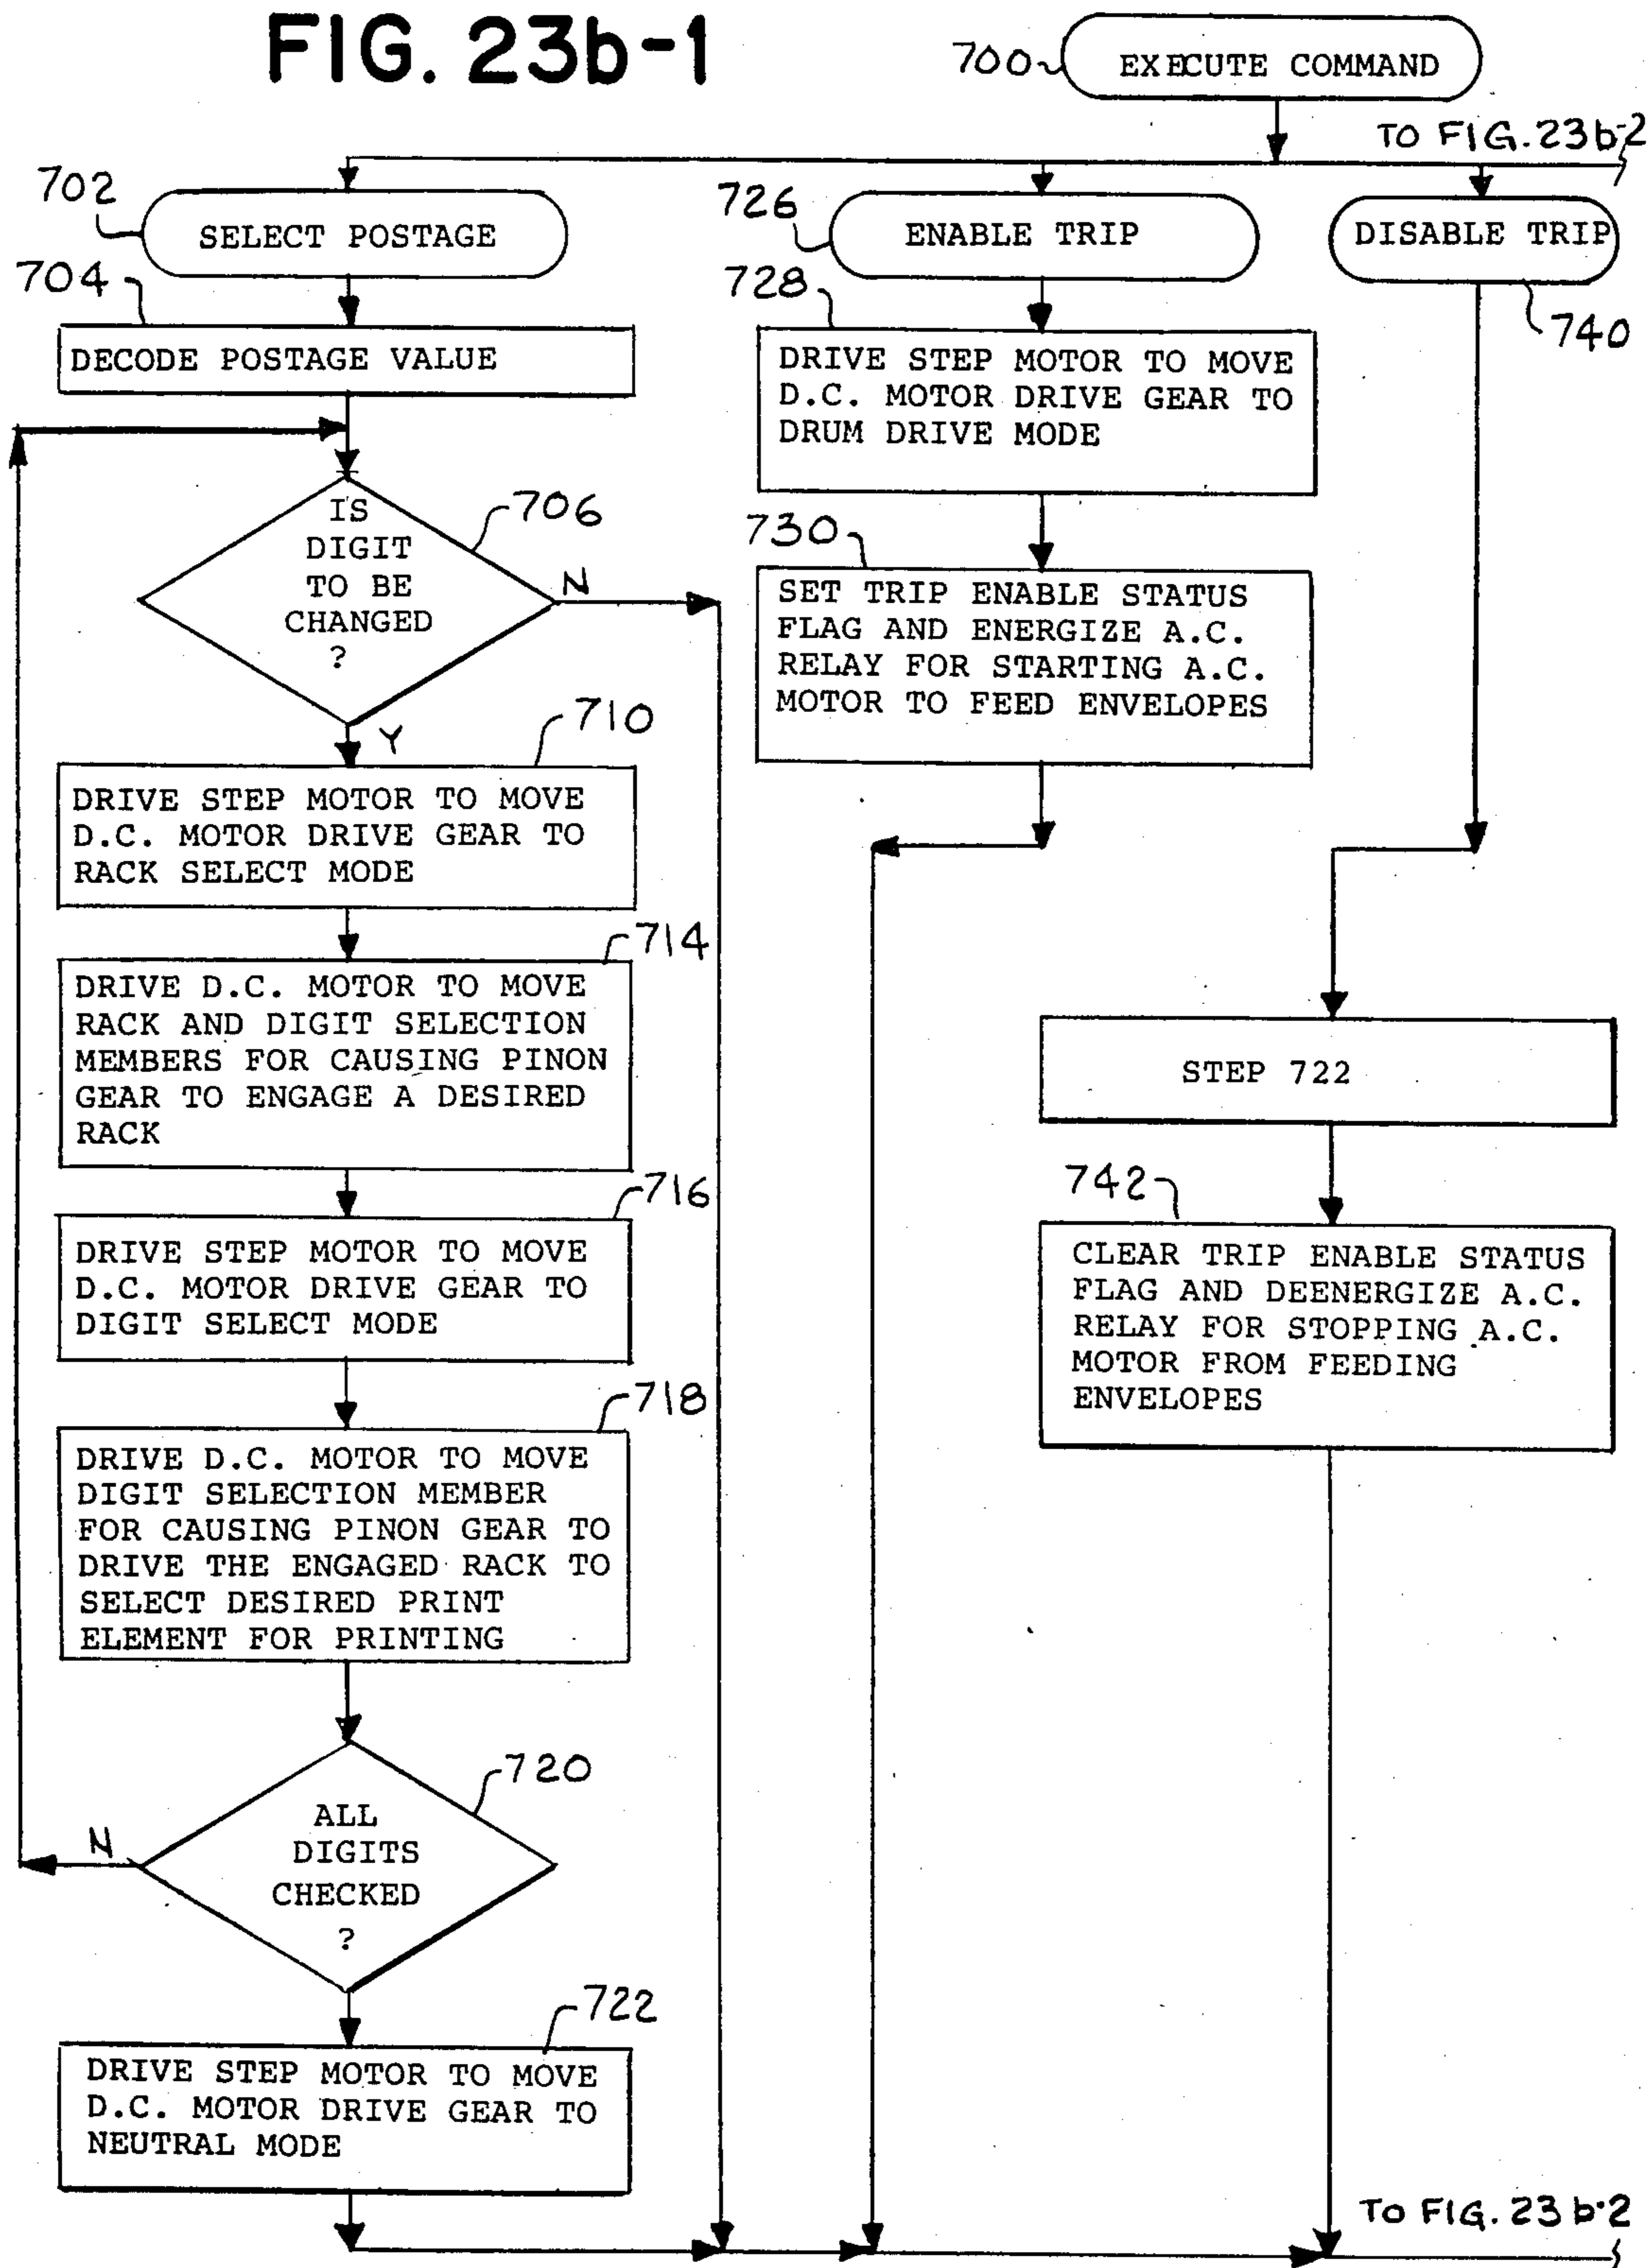 FIG. 23b-1
700
EXECUTE COMMAND
TO FIG. 23b-2
702
SELECT POSTAGE
704
DECODE POSTAGE VALUE
IS
DIGIT
TO BE
CHANGED
?
706
N
Y
710
DRIVE STEP MOTOR TO MOVE
D.C. MOTOR DRIVE GEAR TO
RACK SELECT MODE
714
DRIVE D.C. MOTOR TO MOVE
RACK AND DIGIT SELECTION
MEMBERS FOR CAUSING PINON
GEAR TO ENGAGE A DESIRED
RACK
716
DRIVE STEP MOTOR TO MOVE
D.C. MOTOR DRIVE GEAR TO
DIGIT SELECT MODE
718
DRIVE D.C. MOTOR TO MOVE
DIGIT SELECTION MEMBER
FOR CAUSING PINON GEAR TO
DRIVE THE ENGAGED RACK TO
SELECT DESIRED PRINT
ELEMENT FOR PRINTING
720
ALL
DIGITS
CHECKED
?
N
722
DRIVE STEP MOTOR TO MOVE
D.C. MOTOR DRIVE GEAR TO
NEUTRAL MODE
726
ENABLE TRIP
728
DRIVE STEP MOTOR TO MOVE
D.C. MOTOR DRIVE GEAR TO
DRUM DRIVE MODE
730
SET TRIP ENABLE STATUS
FLAG AND ENERGIZE A.C.
RELAY FOR STARTING A.C.
MOTOR TO FEED ENVELOPES
DISABLE TRIP
740
STEP 722
742
CLEAR TRIP ENABLE STATUS
FLAG AND DEENERGIZE A.C.
RELAY FOR STOPPING A.C.
MOTOR FROM FEEDING
ENVELOPES
TO FIG. 23 b-2